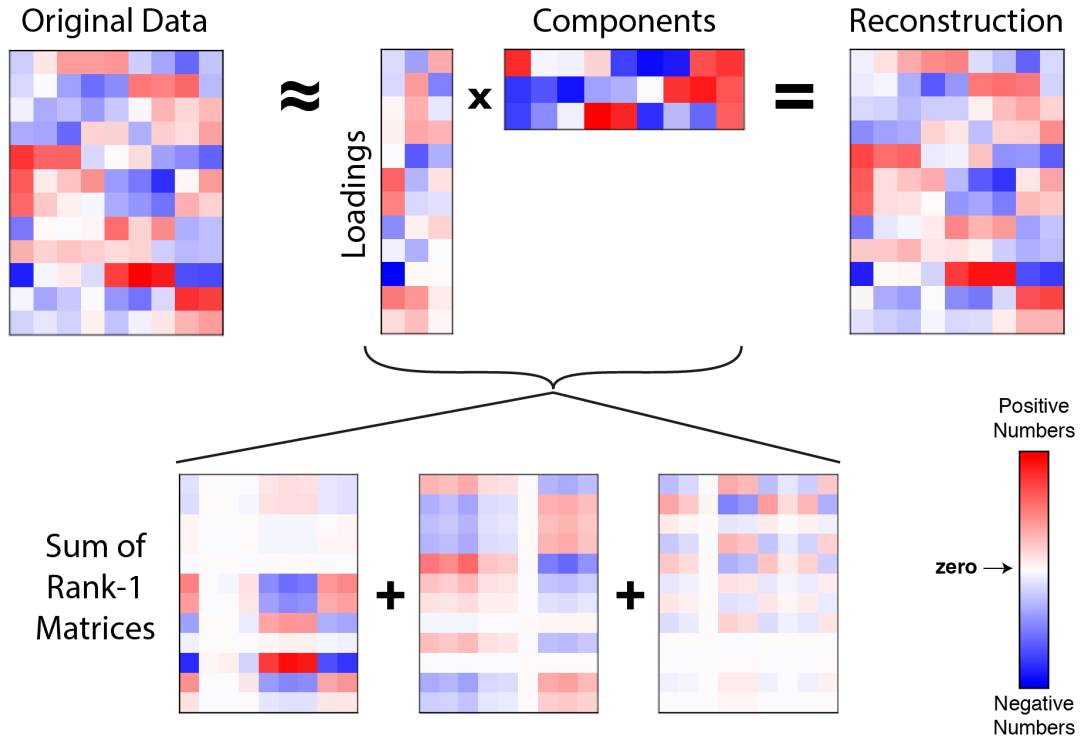 Original Data
Components
Reconstruction
≈
Loadings
x
=
Sum of
Rank-1
Matrices
+
+
Positive
Numbers
zero →
Negative
Numbers